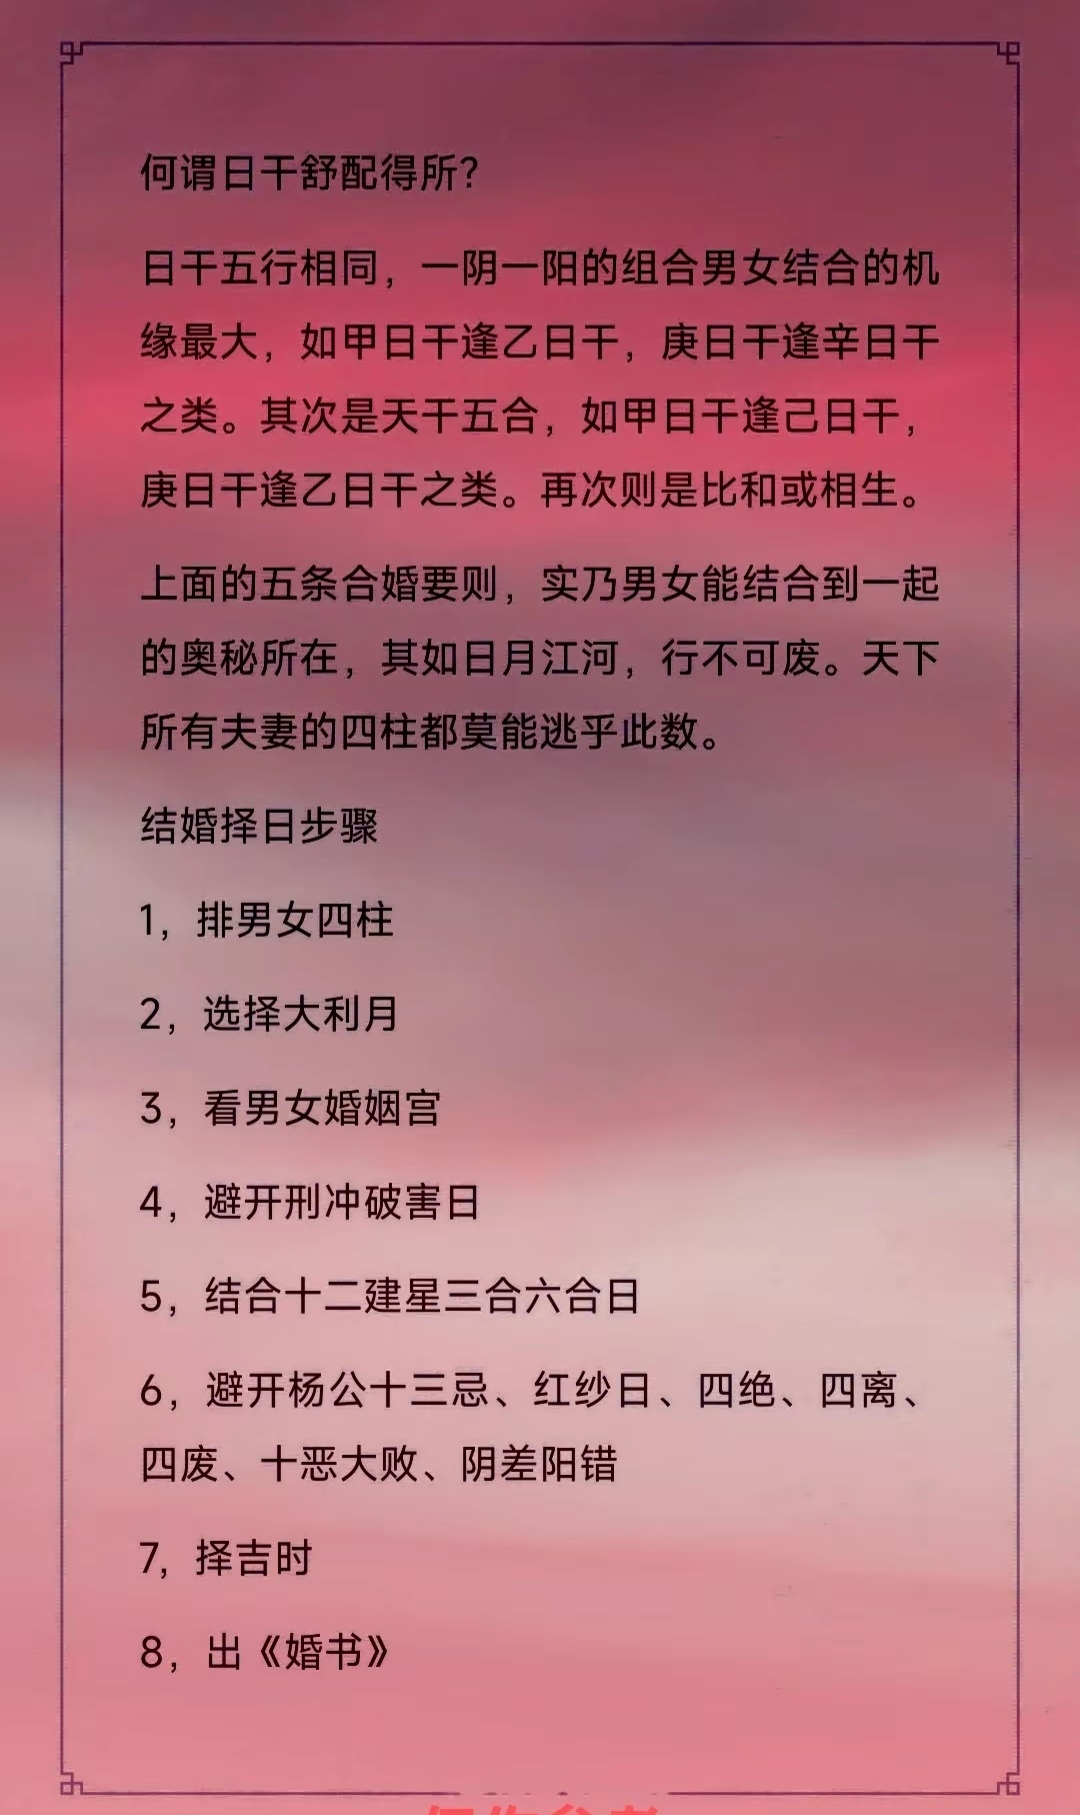 何谓日干舒配得所？
日干五行相同，一阴一阳的组合男女结合的机
缘最大，如甲日干逢乙日干，庚日干逢辛日干
之类。其次是天干五合，如甲日干逢己日干，
庚日干逢乙日干之类。再次则是比和或相生。
上面的五条合婚要则，实乃男女能结合到一起
的奥秘所在，其如日月江河，行不可废。天下
所有夫妻的四柱都莫能逃乎此数。
结婚择日步骤
1，排男女四柱
2，选择大利月
3，看男女婚姻宫
4，避开刑冲破害日
5，结合十二建星三合六合日
6，避开杨公十三忌、红纱日、四绝、四离、
四废、十恶大败、阴差阳错
7，择吉时
8，出《婚书》